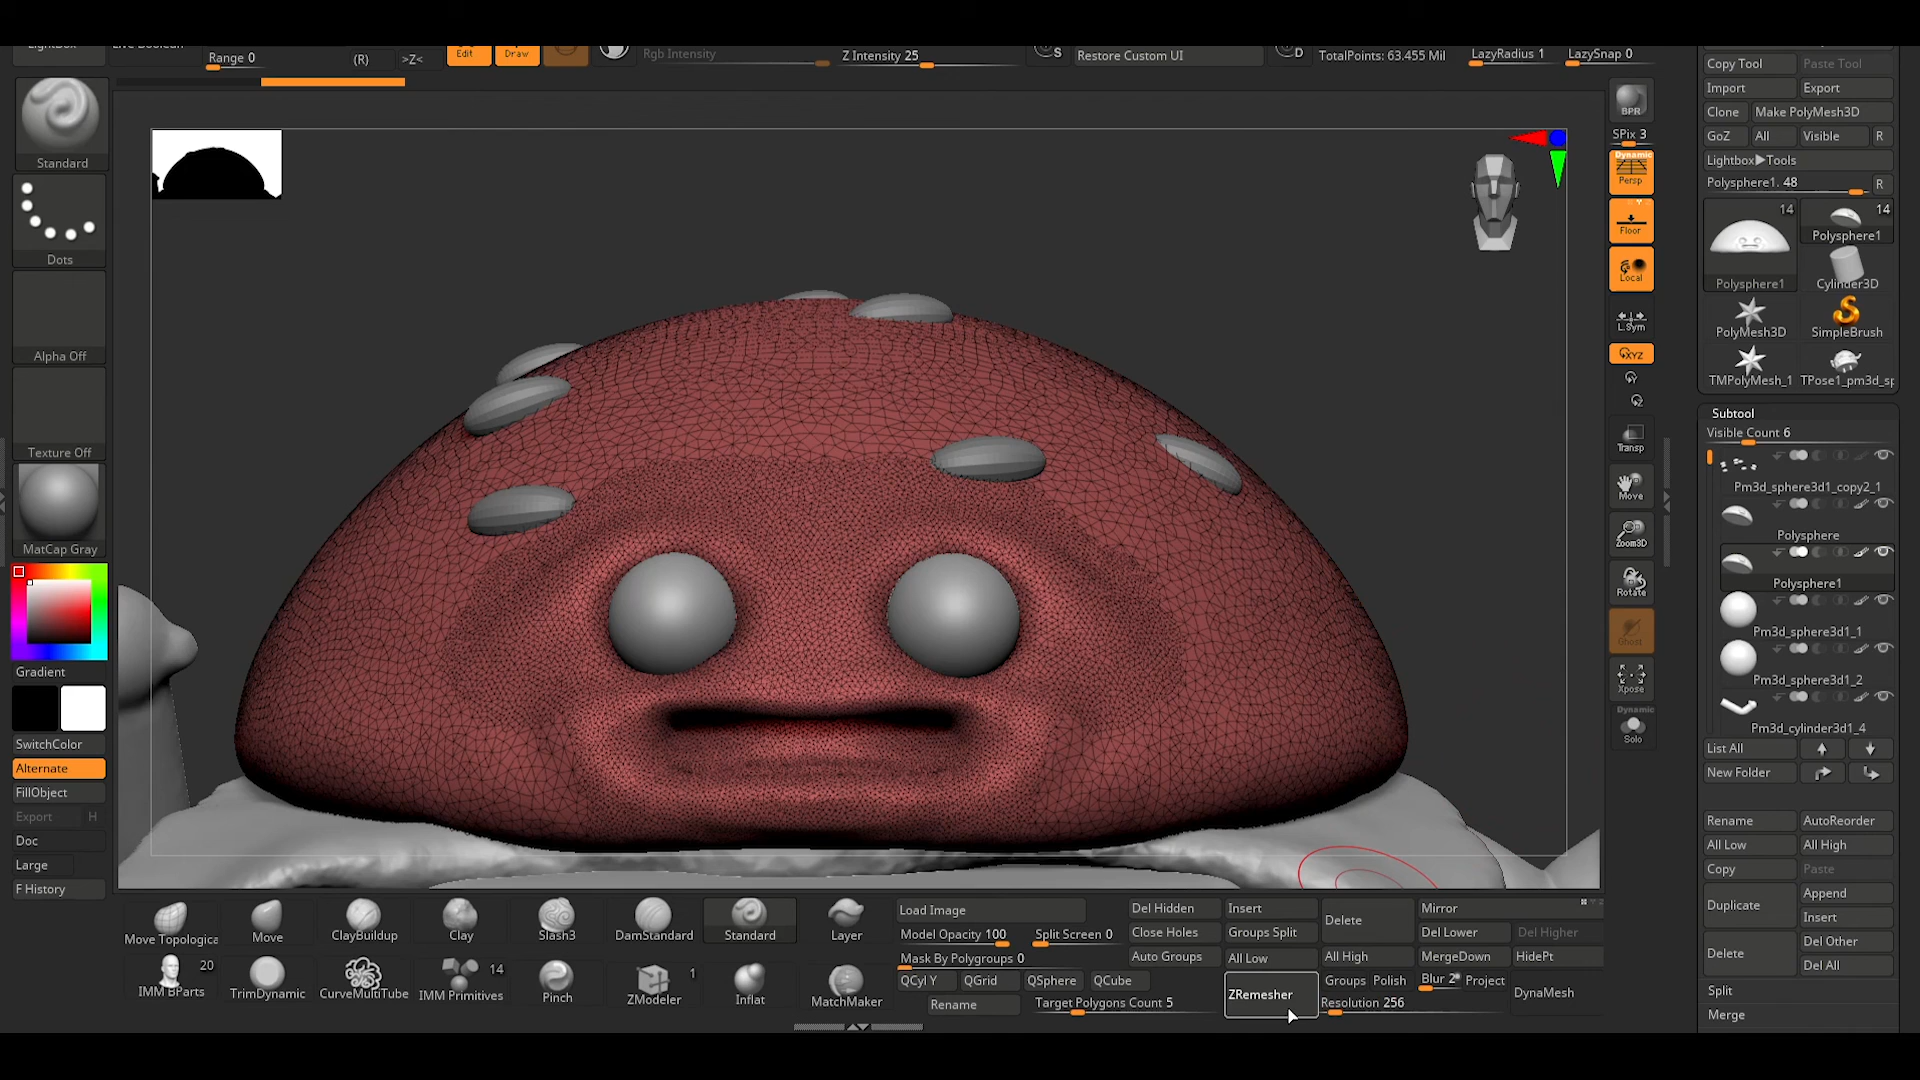 LightBox
Live Boolean
Range 0
(R)
>Z<
Edit
Draw
Rgb Intensity
Z Intensity 25
S
Restore Custom UI
D
TotalPoints: 63.455 Mil
LazyRadius 1
LazySnap 0
Standard
Dots
Alpha Off
Texture Off
MatCap Gray
Gradient
SwitchColor
Alternate
FillObject
Export H
Doc
Large
F History
BPR
SPix 3
Dynamic
Persp
Floor
Local
L.Sym
XYZ
Y
Z
Transp
Move
Zoom3D
Rotate
Ghost
Xpose
Dynamic
Solo
Copy Tool
Paste Tool
Import
Export
Clone
Make PolyMesh3D
GoZ
All
Visible
R
Lightbox▶Tools
Polysphere1. 48
R
14
14
Polysphere1
Polysphere1
Cylinder3D
PolyMesh3D
SimpleBrush
TMPolyMesh_1
TPose1_pm3d_sp
Subtool
Visible Count 6
Pm3d_sphere3d1_copy2_1
Polysphere
Polysphere1
Pm3d_sphere3d1_1
Pm3d_sphere3d1_2
Pm3d_cylinder3d1_4
List All
New Folder
Rename
AutoReorder
All Low
All High
Copy
Paste
Duplicate
Append
Insert
Delete
Del Other
Del All
Split
Merge
Move Topologica
Move
ClayBuildup
Clay
Slash3
DamStandard
Standard
Layer
20
IMM BParts
TrimDynamic
CurveMultiTube
14
IMM Primitives
Pinch
1
ZModeler
Inflat
MatchMaker
Load Image
Model Opacity 100
Split Screen 0
Mask By Polygroups 0
QCyl Y
QGrid
QSphere
QCube
Rename
Target Polygons Count 5
Del Hidden
Insert
Delete
Mirror
Close Holes
Groups Split
Del Lower
Del Higher
Auto Groups
All Low
All High
MergeDown
HidePt
ZRemesher
Groups
Polish
Blur 2
Project
Resolution 256
DynaMesh